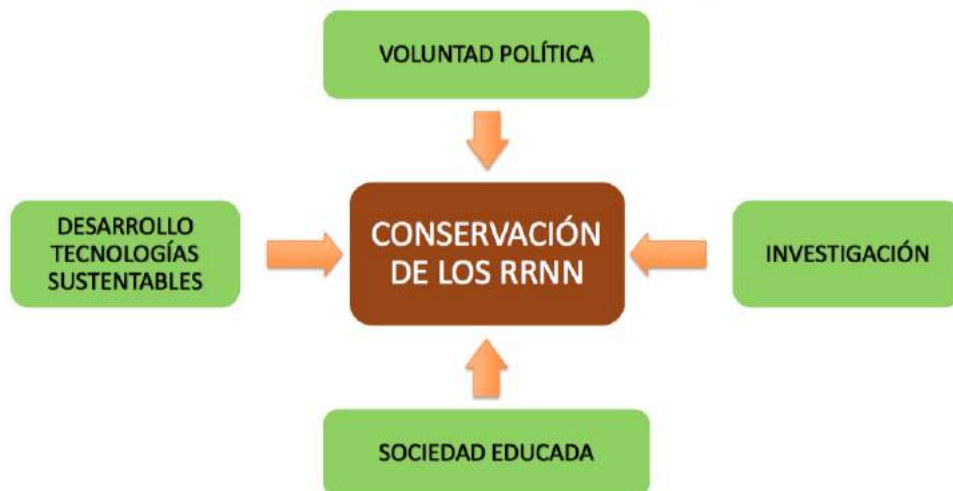 VOLUNTAD POLÍTICA
DESARROLLO
TECNOLOGÍAS
SUSTENTABLES
CONSERVACIÓN
DE LOS RRNN
INVESTIGACIÓN
SOCIEDAD EDUCADA